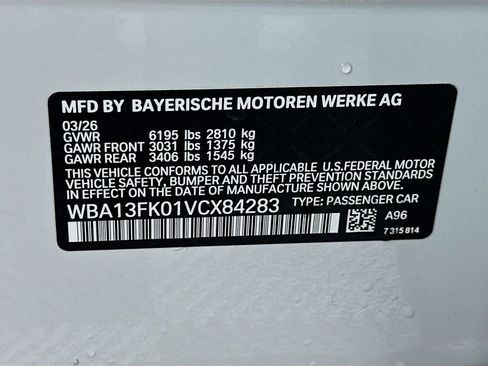 MFD BY BAYERISCHE MOTOREN WERKE AG
03/26
GVWR 6195 lbs 2810 kg
GAWR FRONT 3031 lbs 1375 kg
GAWR REAR 3406 lbs 1545 kg
THIS VEHICLE CONFORMS TO ALL APPLICABLE U.S.FEDERAL MOTOR
VEHICLE SAFETY, BUMPER, AND THEFT PREVENTION STANDARDS
IN EFFECT ON THE DATE OF MANUFACTURE SHOWN ABOVE.
WBA13FK01VCX84283 TYPE: PASSENGER CAR
A96
7 315 814